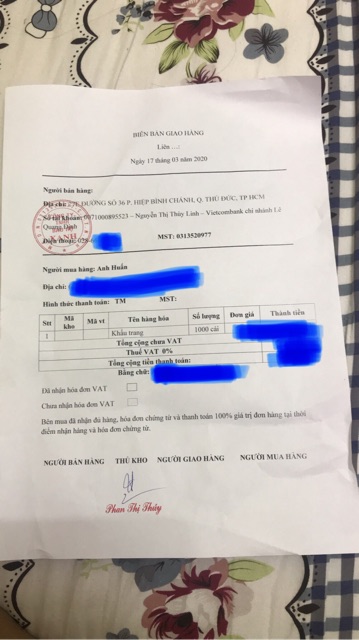 BIÊN BẢN GIAO HÀNG
Liên ....:
Ngày 17 tháng 03 năm 2020
Người bán hàng:
Địa chỉ: ĐƯỜNG SỐ 36 P. HIỆP BÌNH CHÁNH, Q. THỦ ĐỨC, TP HCM
Số tài khoản: 0071000895523 – Nguyễn Thị Thùy Linh – Vietcombank chi nhánh Lê
Quang Định
Điện thoại: MST: 0313520977
XANH
Người mua hàng: Anh Huấn
Địa chỉ:
Hình thức thanh toán: TM MST:
Stt Mã kho Mã vt Tên hàng hóa Số lượng Đơn giá Thành tiền
1 Khẩu trang 1000 cái
Tổng cộng chưa VAT
Thuế VAT 0%
Tổng cộng tiền thanh toán:
Bằng chữ:
Đã nhận hóa đơn VAT
Chưa nhận hóa đơn VAT
Bên mua đã nhận đủ hàng, hóa đơn chứng từ và thanh toán 100% giá trị đơn hàng tại thời
điểm nhận hàng và hóa đơn chứng từ.
NGƯỜI BÁN HÀNG THỦ KHO NGƯỜI GIAO HÀNG NGƯỜI MUA HÀNG
Phan Thị Thủy